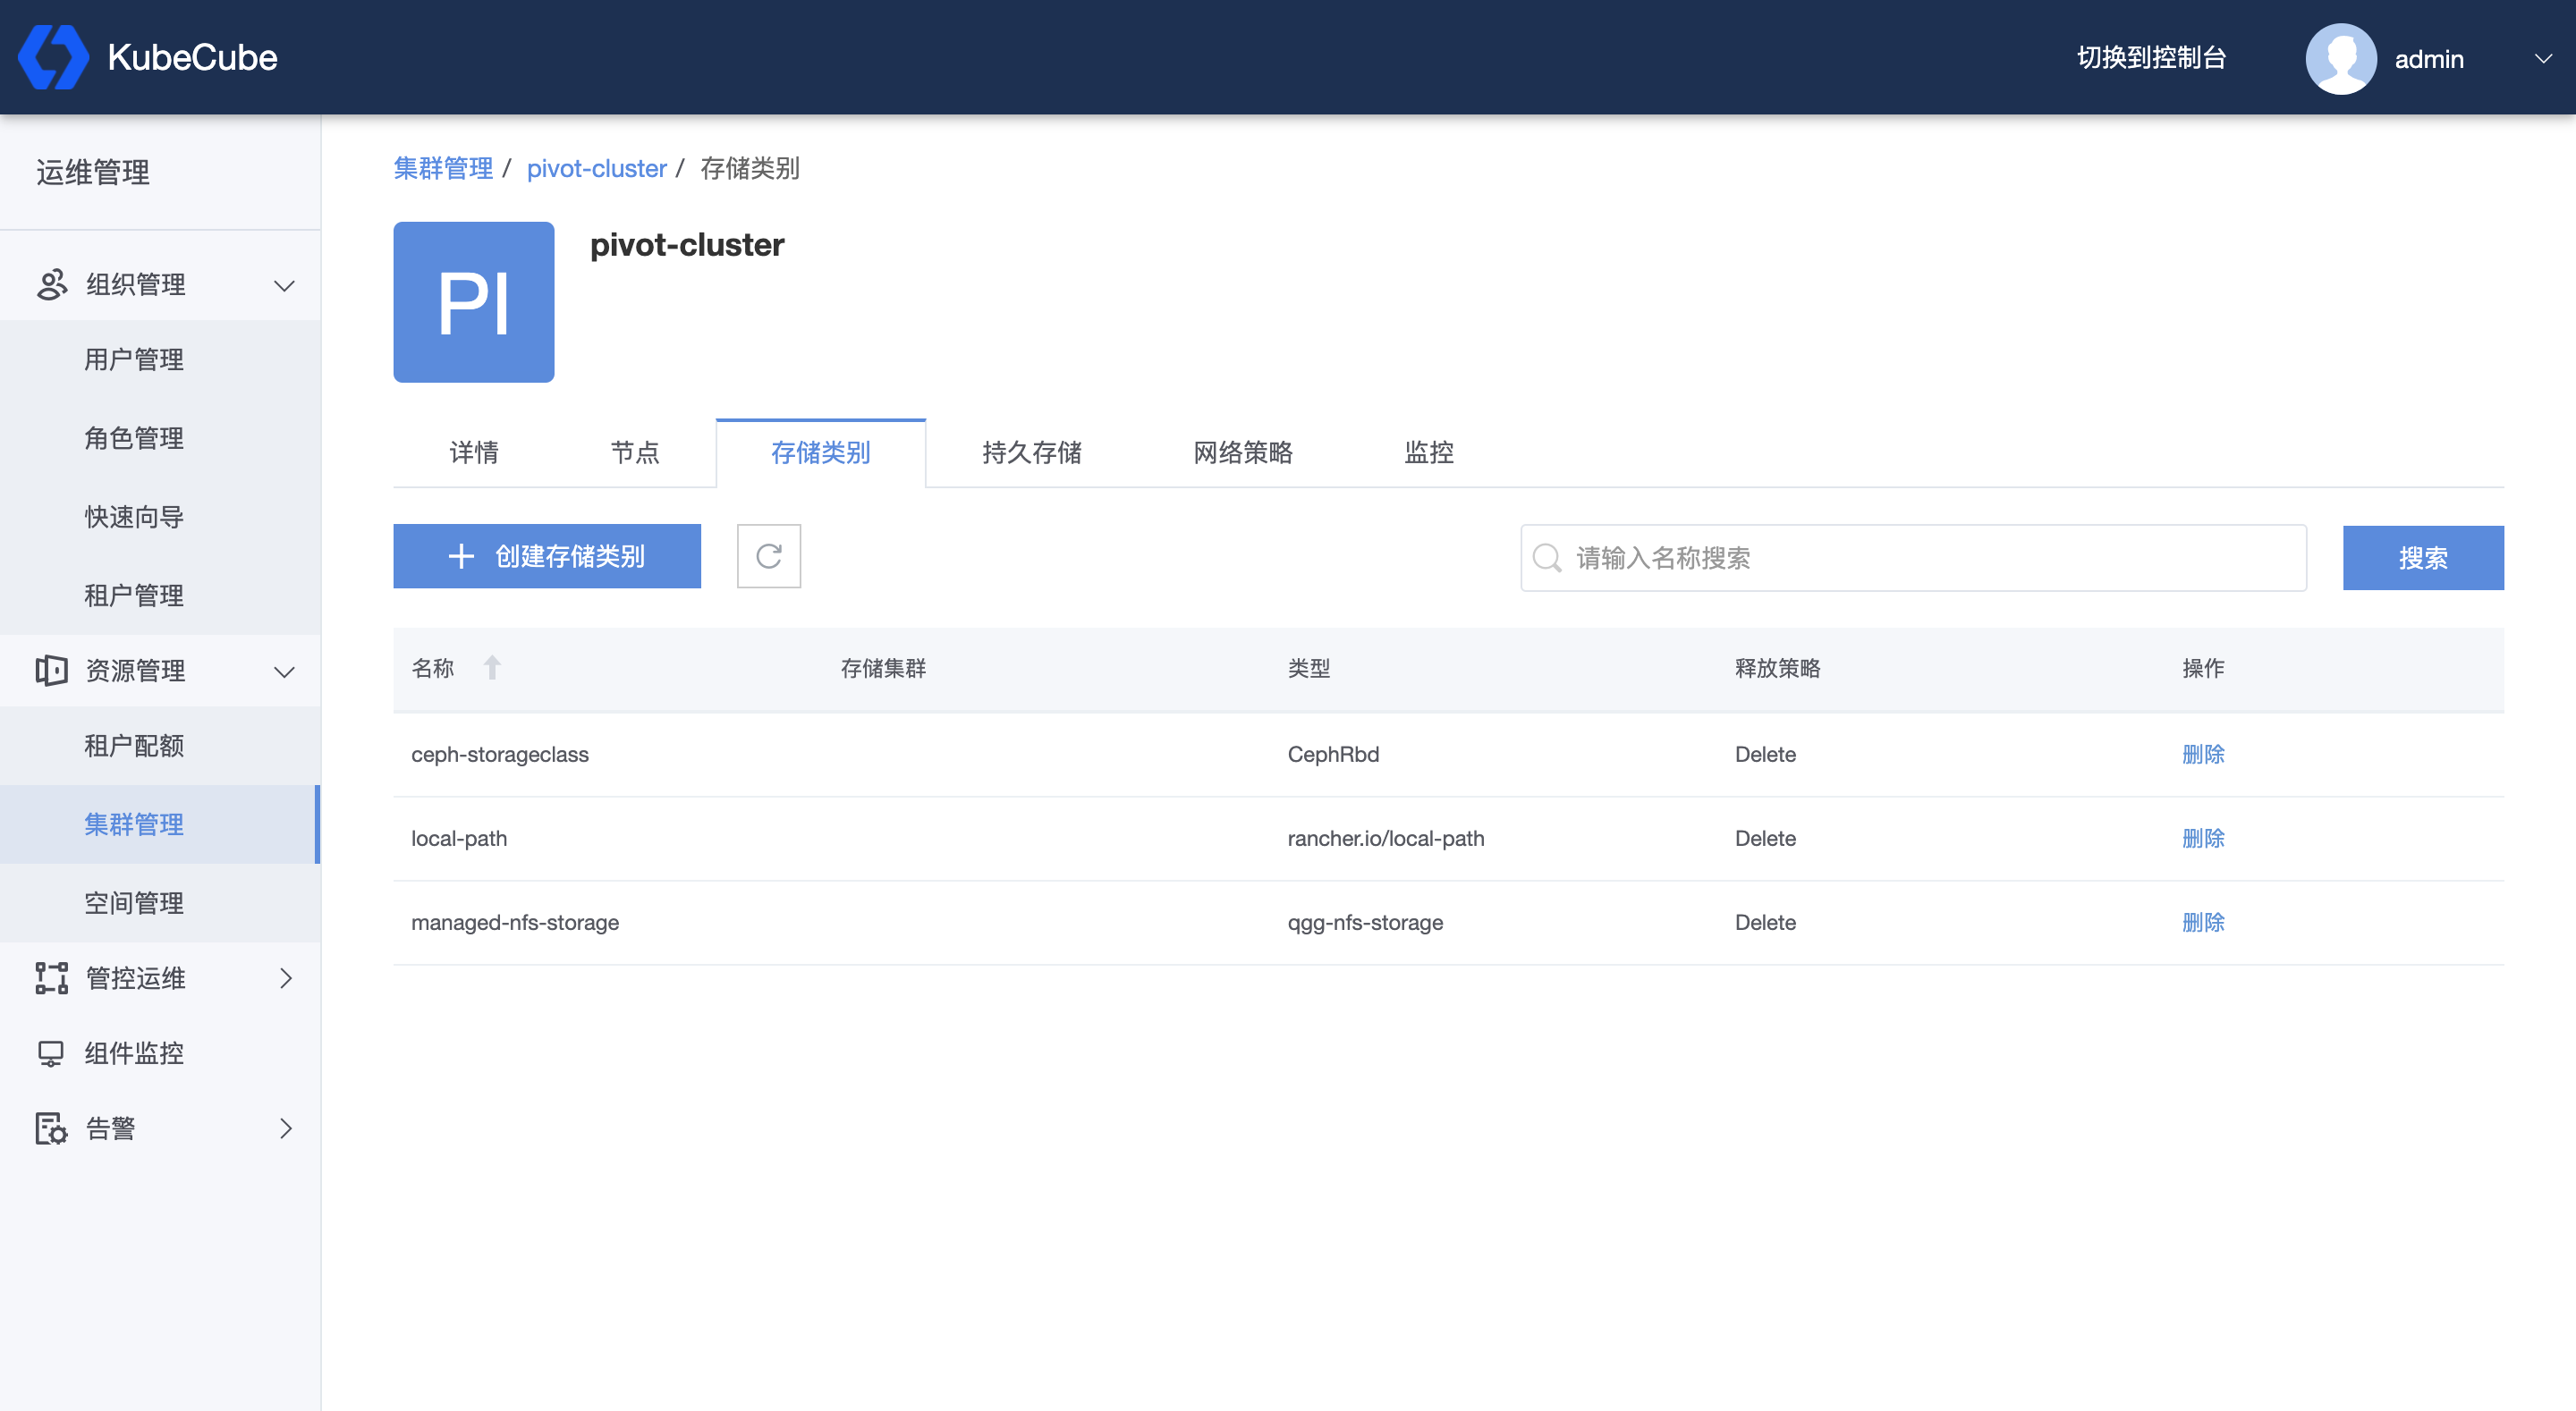 KubeCube
切换到控制台
admin
运维管理
组织管理
用户管理
角色管理
快速向导
租户管理
资源管理
租户配额
集群管理
空间管理
管控运维
组件监控
告警
集群管理 / pivot-cluster / 存储类别
PI
pivot-cluster
详情 节点 存储类别 持久存储 网络策略 监控
创建存储类别
请输入名称搜索
搜索
名称 存储集群 类型 释放策略 操作
ceph-storageclass CephRbd Delete 删除
local-path rancher.io/local-path Delete 删除
managed-nfs-storage qgg-nfs-storage Delete 删除